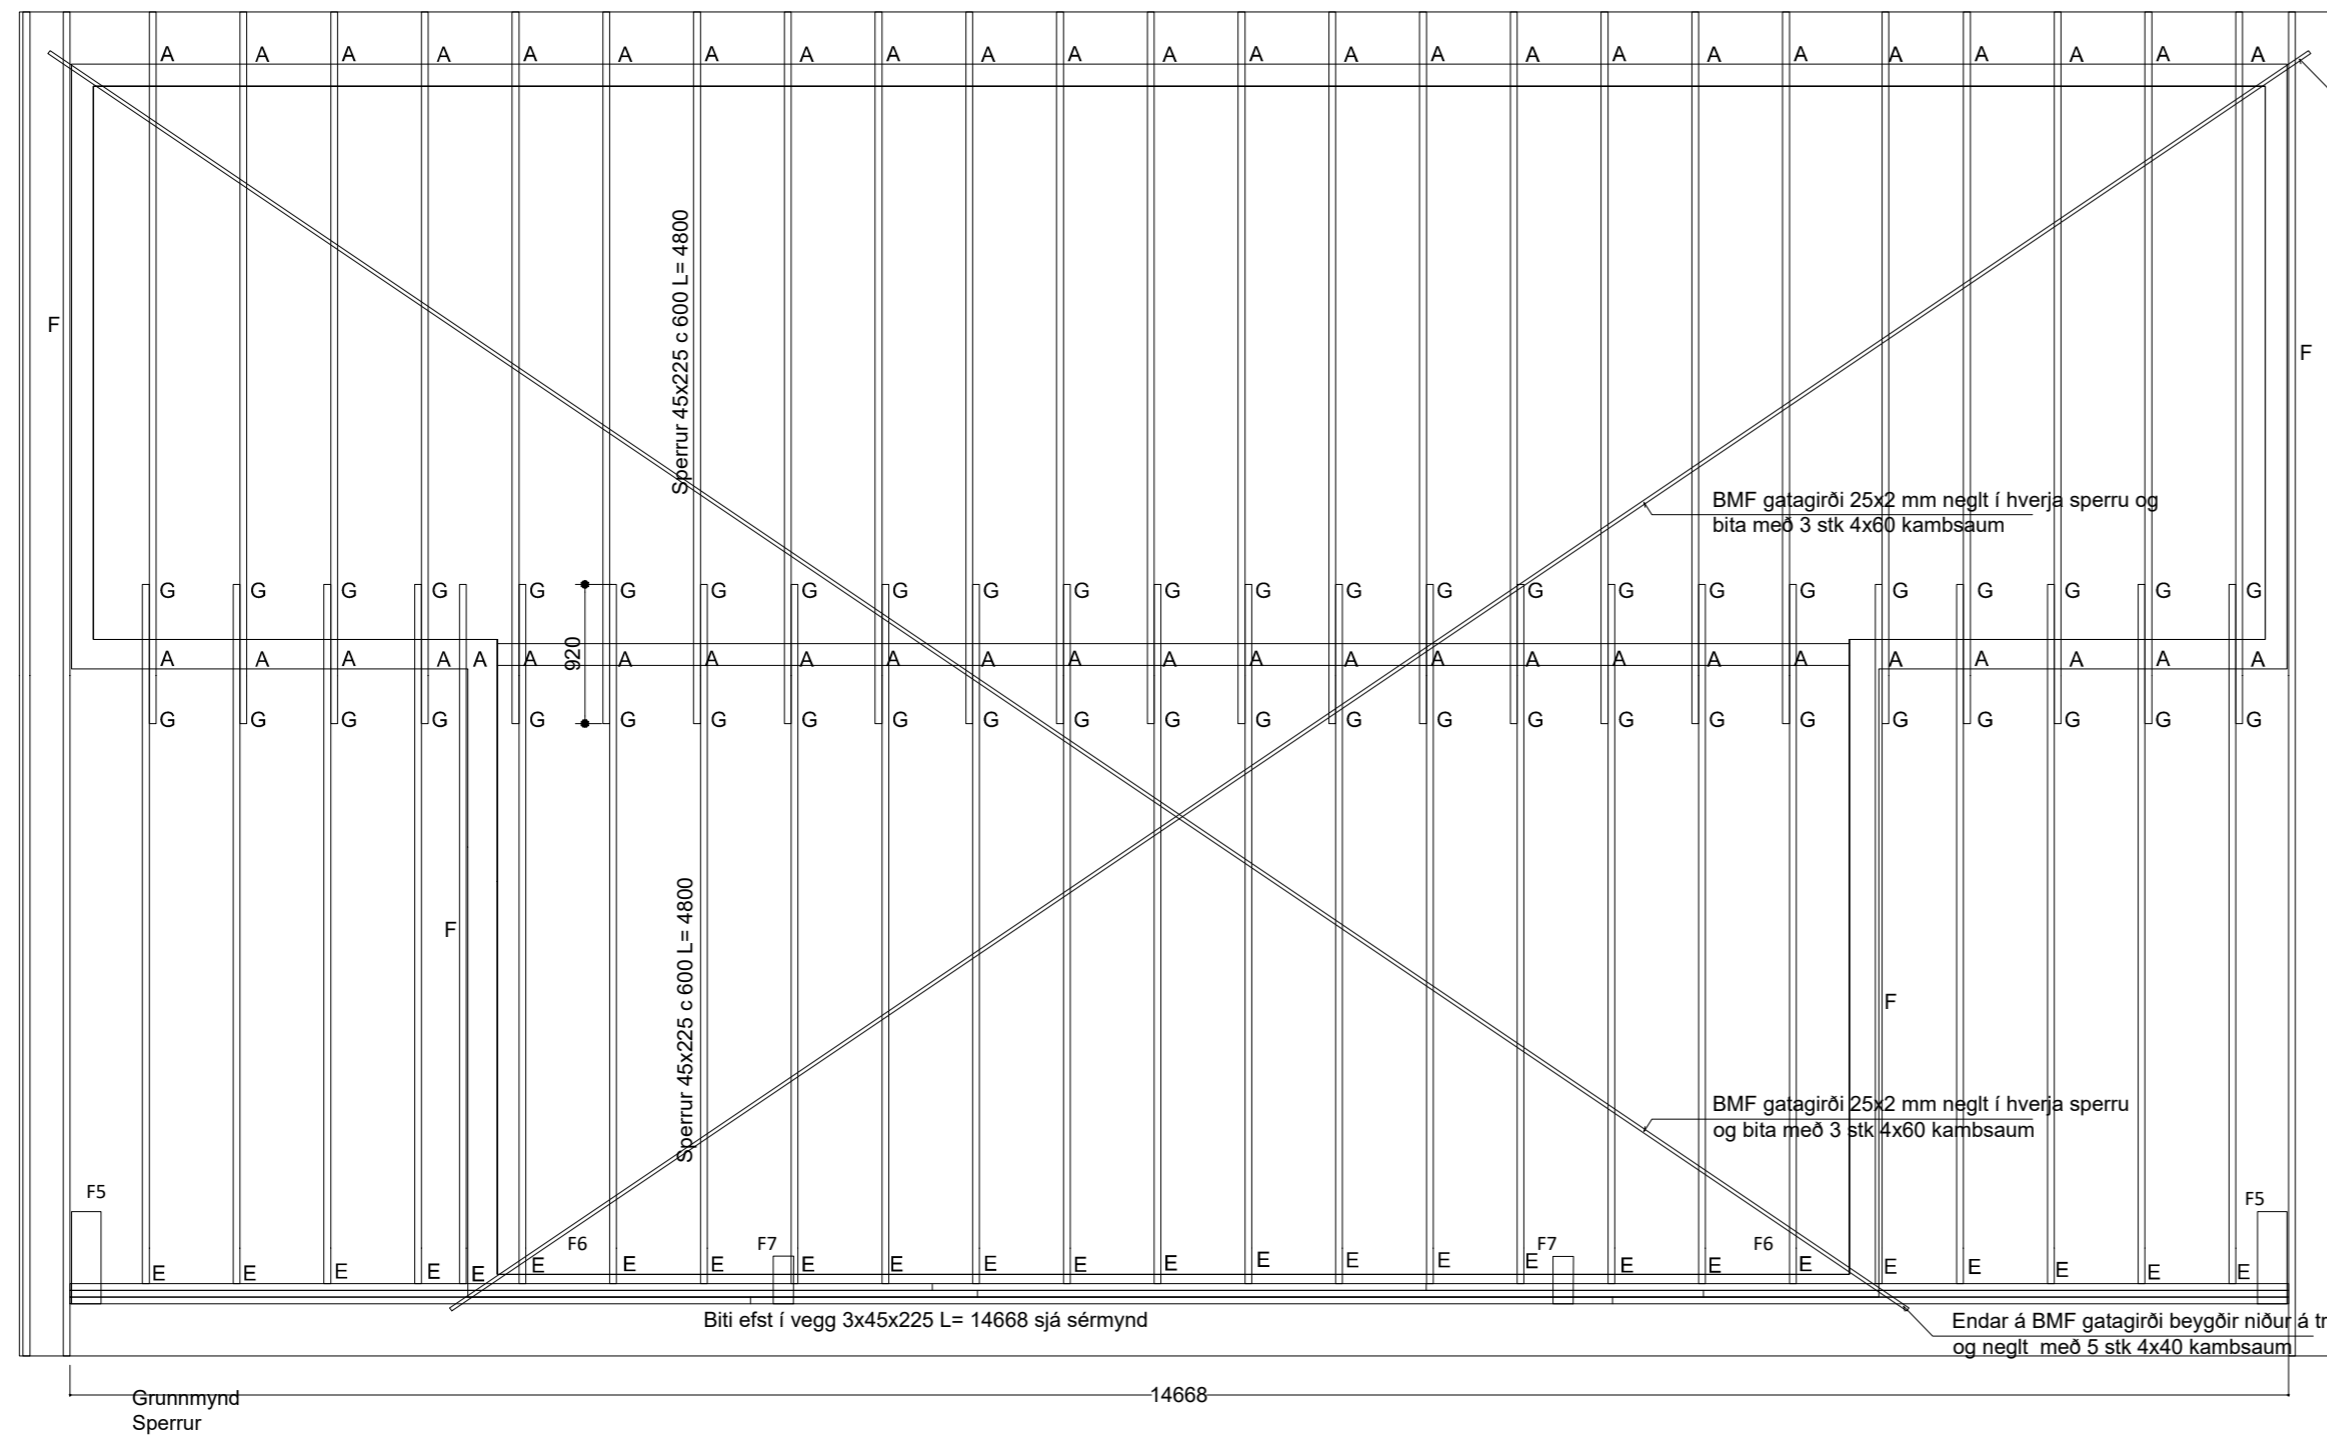 A A A A A A A A A A A A A A A A A A A A A A A A
Sperrur 45x225 c 600 L= 4800
F
F
BMF gatagirði 25x2 mm neglt í hverja sperru og
bita með 3 stk 4x60 kambsaum
G G G G G G G G G G G G G G G G G G G G G G G G
920
A A A A A A A A A A A A A A A A A A A A A A A A A
G G G G G G G G G G G G G G G G G G G G G G G G
Sperrur 45x225 c 600 L= 4800
F
F
BMF gatagirði 25x2 mm neglt í hverja sperru
og bita með 3 stk 4x60 kambsaum
F5
F5
F6 F7 F7 F6
E E E E E E E E E E E E E E E E E E E E E E E E E
Biti efst í vegg 3x45x225 L= 14668 sjá sérmynd
Endar á BMF gatagirði beygðir niður á
og neglt með 5 stk 4x40 kambsaum
14668
Grunnmynd
Sperrur